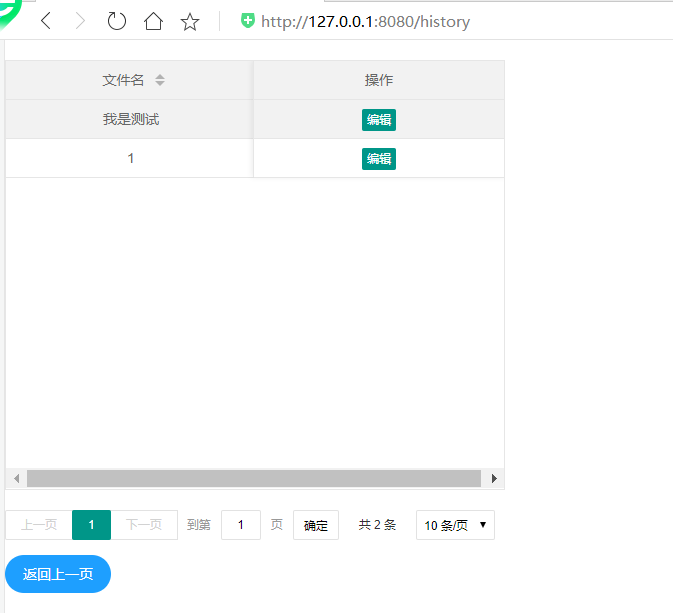 http://127.0.0.1:8080/history
文件名 操作
我是测试 编辑
1 编辑
上一页 1 下一页 到第 1 页 确定 共 2 条 10 条/页
返回上一页